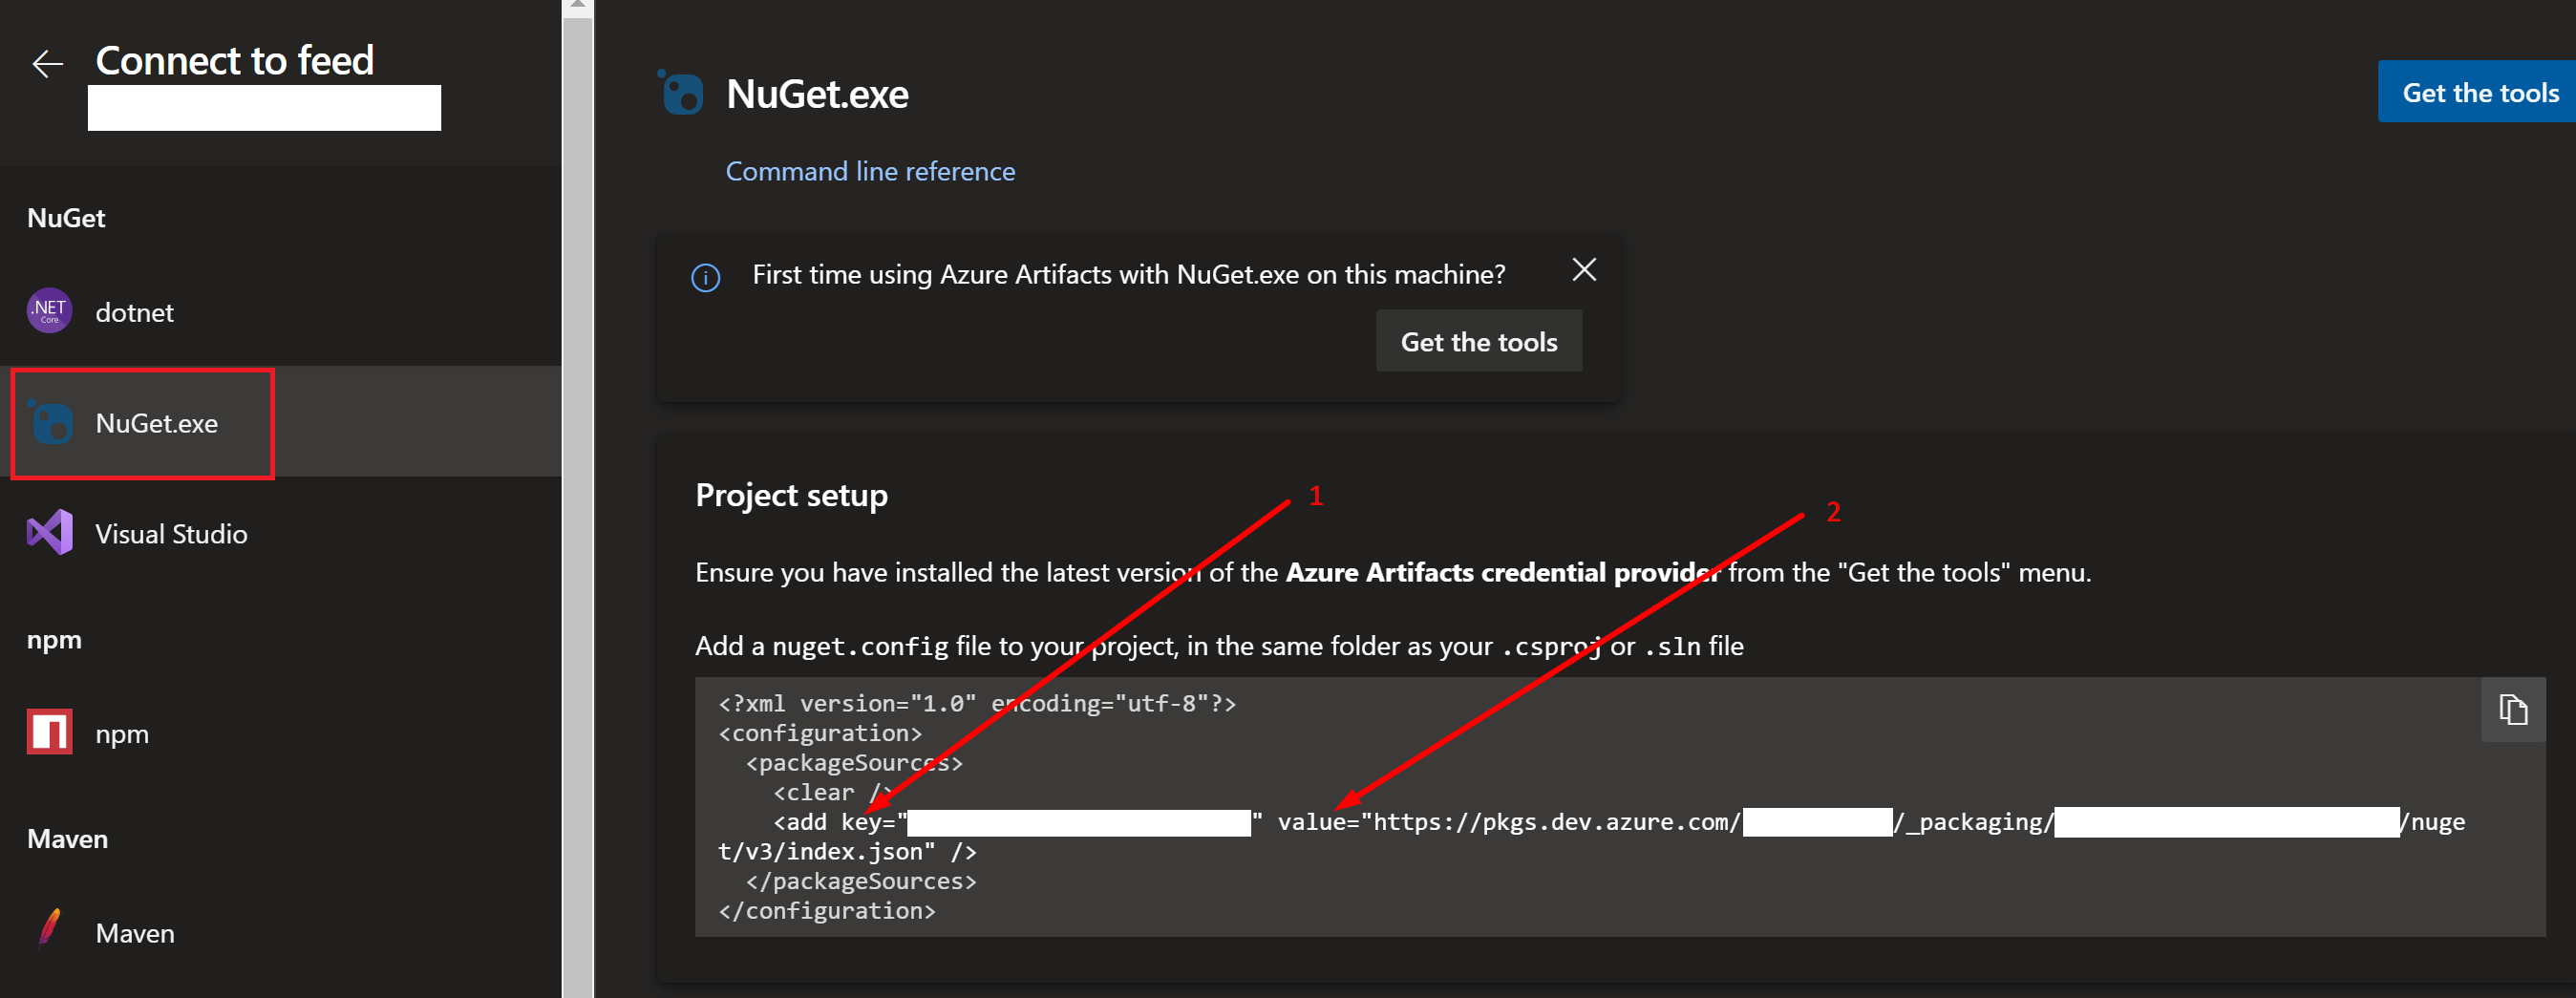 Connect to feed
NuGet
.NET
Core
dotnet
NuGet.exe
Visual Studio
npm
npm
Maven
Maven
NuGet.exe
Get the tools
Command line reference
First time using Azure Artifacts with NuGet.exe on this machine?
Get the tools
Project setup
1
2
Ensure you have installed the latest version of the Azure Artifacts credential provider from the "Get the tools" menu.
Add a nuget.config file to your project, in the same folder as your .csproj or .sln file
<?xml version="1.0" encoding="utf-8"?>
<configuration>
<packageSources>
<clear />
<add key="" value="https://pkgs.dev.azure.com/ /_packaging/ /nuge
t/v3/index.json" />
</packageSources>
</configuration>